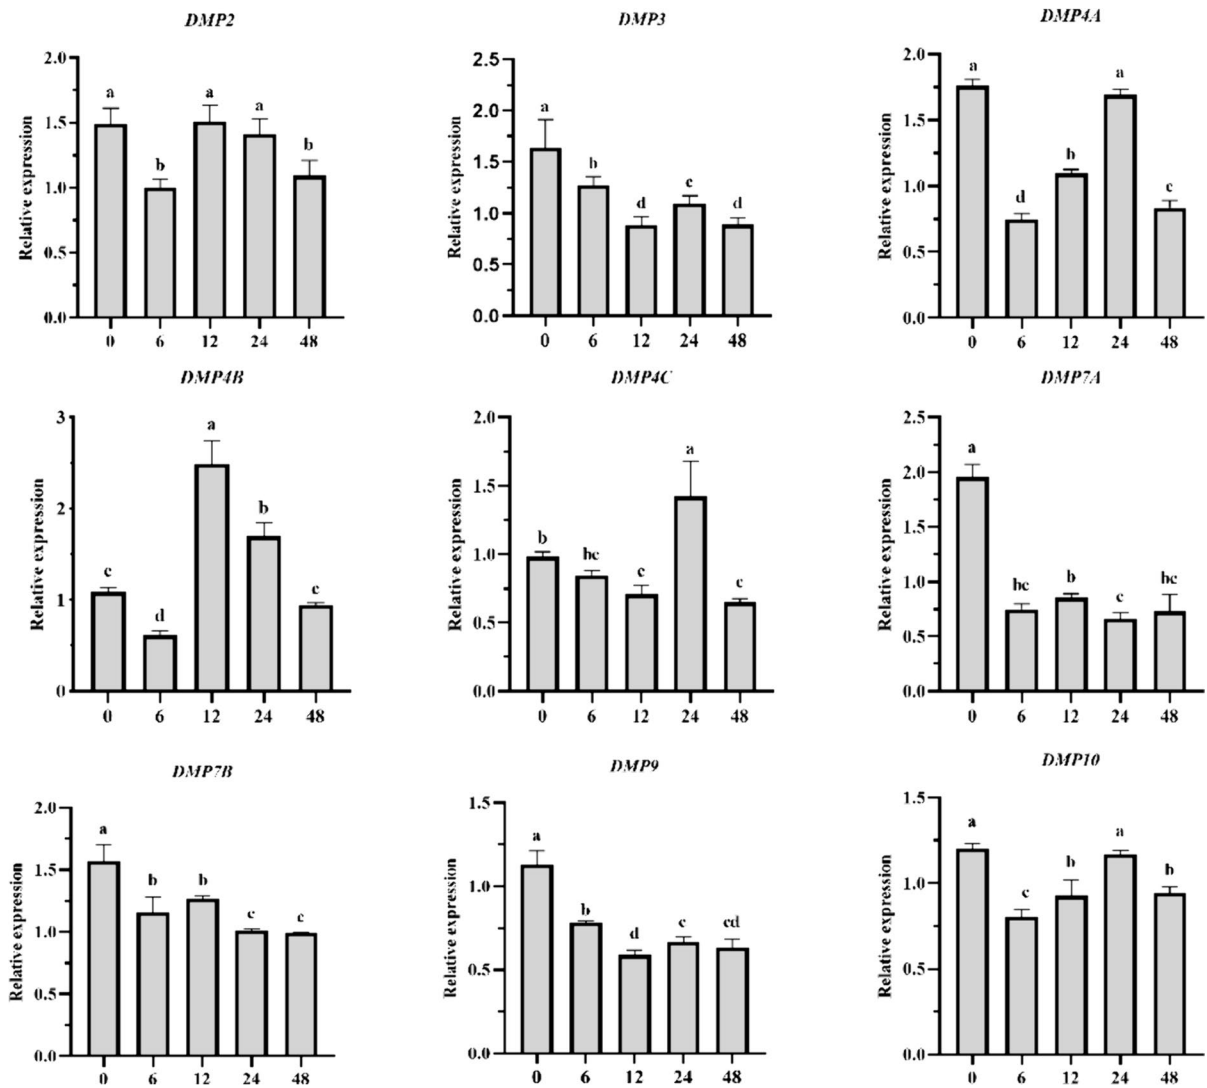 DMP2
DMP3
DMP4A
Relative expression
2.0
1.5
1.0
0.5
0.0
a
b
a
a
b
0
6
12
24
48
Relative expression
2.5
2.0
1.5
1.0
0.5
0.0
a
b
d
c
d
0
6
12
24
48
Relative expression
2.0
1.5
1.0
0.5
0.0
a
d
b
a
c
0
6
12
24
48
DMP4B
DMP4C
DMP7A
Relative expression
3
2
1
0
c
d
a
b
c
0
6
12
24
48
Relative expression
2.0
1.5
1.0
0.5
0.0
b
bc
c
a
c
0
6
12
24
48
Relative expression
2.5
2.0
1.5
1.0
0.5
0.0
a
bc
b
c
bc
0
6
12
24
48
DMP7B
DMP9
DMP10
Relative expression
2.0
1.5
1.0
0.5
0.0
a
b
b
c
c
0
6
12
24
48
Relative expression
1.5
1.0
0.5
0.0
a
b
d
c
cd
0
6
12
24
48
Relative expression
1.5
1.0
0.5
0.0
a
c
b
a
b
0
6
12
24
48